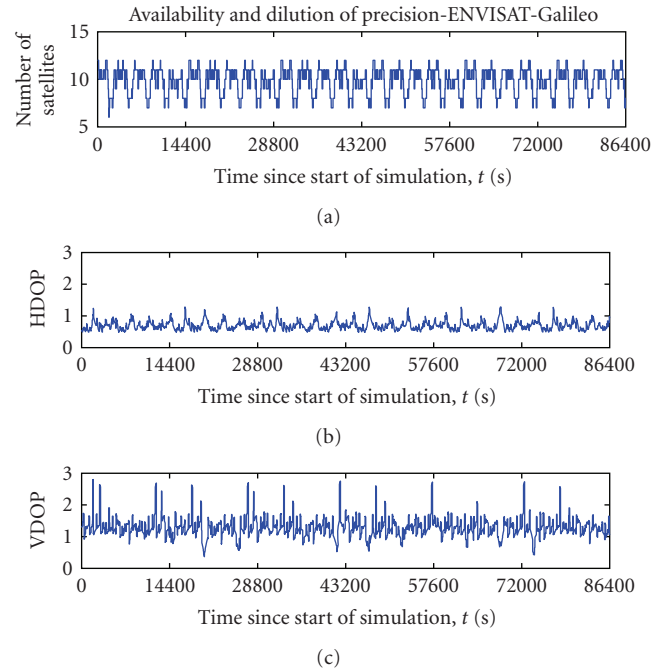 Availability and dilution of precision-ENVISAT-Galileo
(a)
Number of
satellites
15
10
5
0 14400 28800 43200 57600 72000 86400
Time since start of simulation, t (s)
(a)
HDOP
3
2
1
0
0 14400 28800 43200 57600 72000 86400
Time since start of simulation, t (s)
(b)
VDOP
3
2
1
0
0 14400 28800 43200 57600 72000 86400
Time since start of simulation, t (s)
(c)